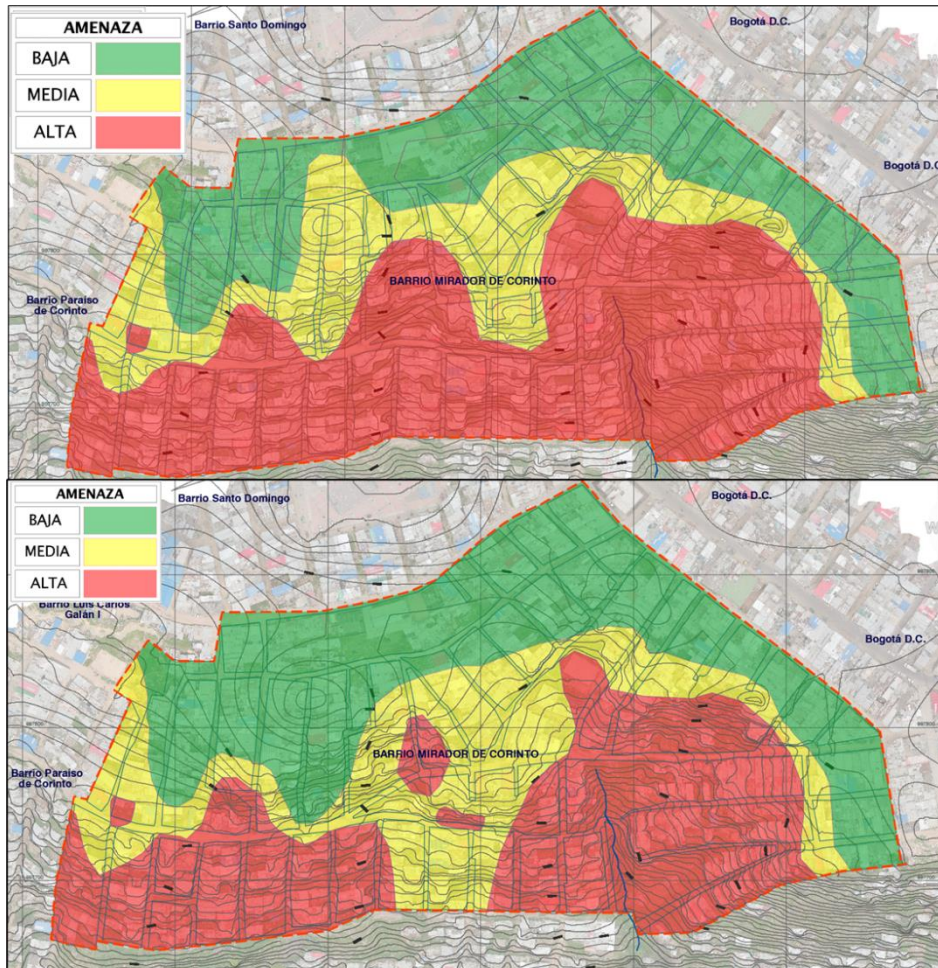 AMENAZA
BAJA
MEDIA
ALTA
Barrio Santo Domingo
Bogotá D.C.
Bogotá D.C
Barrio Paraiso
de Corinto
BARRIO MIRADOR DE CORINTO
AMENAZA
BAJA
MEDIA
ALTA
Barrio Santo Domingo
Bogotá D.C.
Barrio Luis Carlos
Galán I
Bogotá D.C.
Barrio Paraiso
de Corinto
BARRIO MIRADOR DE CORINTO